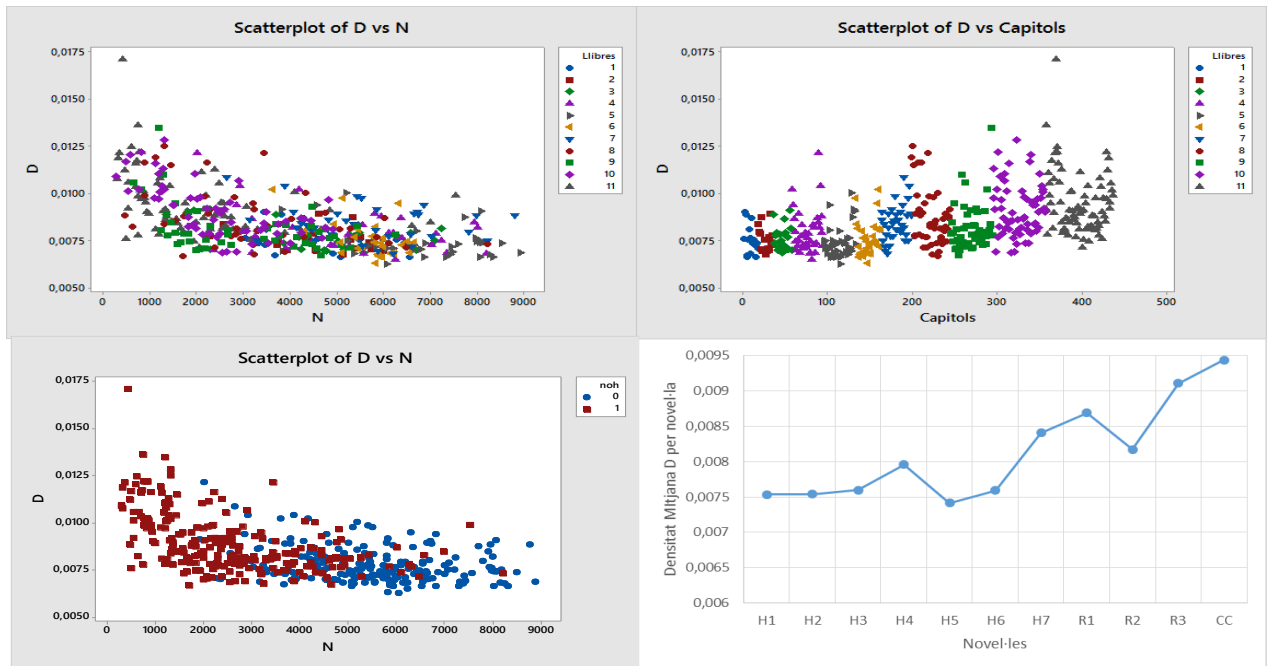 Scatterplot of D vs N
D
0,0175
0,0150
0,0125
0,0100
0,0075
0,0050
0 1000 2000 3000 4000 5000 6000 7000 8000 9000
N
Llibres
1
2
3
4
5
6
7
8
9
10
11
Scatterplot of D vs Capitols
D
0,0175
0,0150
0,0125
0,0100
0,0075
0,0050
0 100 200 300 400 500
Capitols
Llibres
1
2
3
4
5
6
7
8
9
10
11
Scatterplot of D vs N
D
0,0175
0,0150
0,0125
0,0100
0,0075
0,0050
0 1000 2000 3000 4000 5000 6000 7000 8000 9000
N
noh
0
1
Densitat MItjana D per novel·la
0,0095
0,009
0,0085
0,008
0,0075
0,007
0,0065
0,006
H1 H2 H3 H4 H5 H6 H7 R1 R2 R3 CC
Novel·les